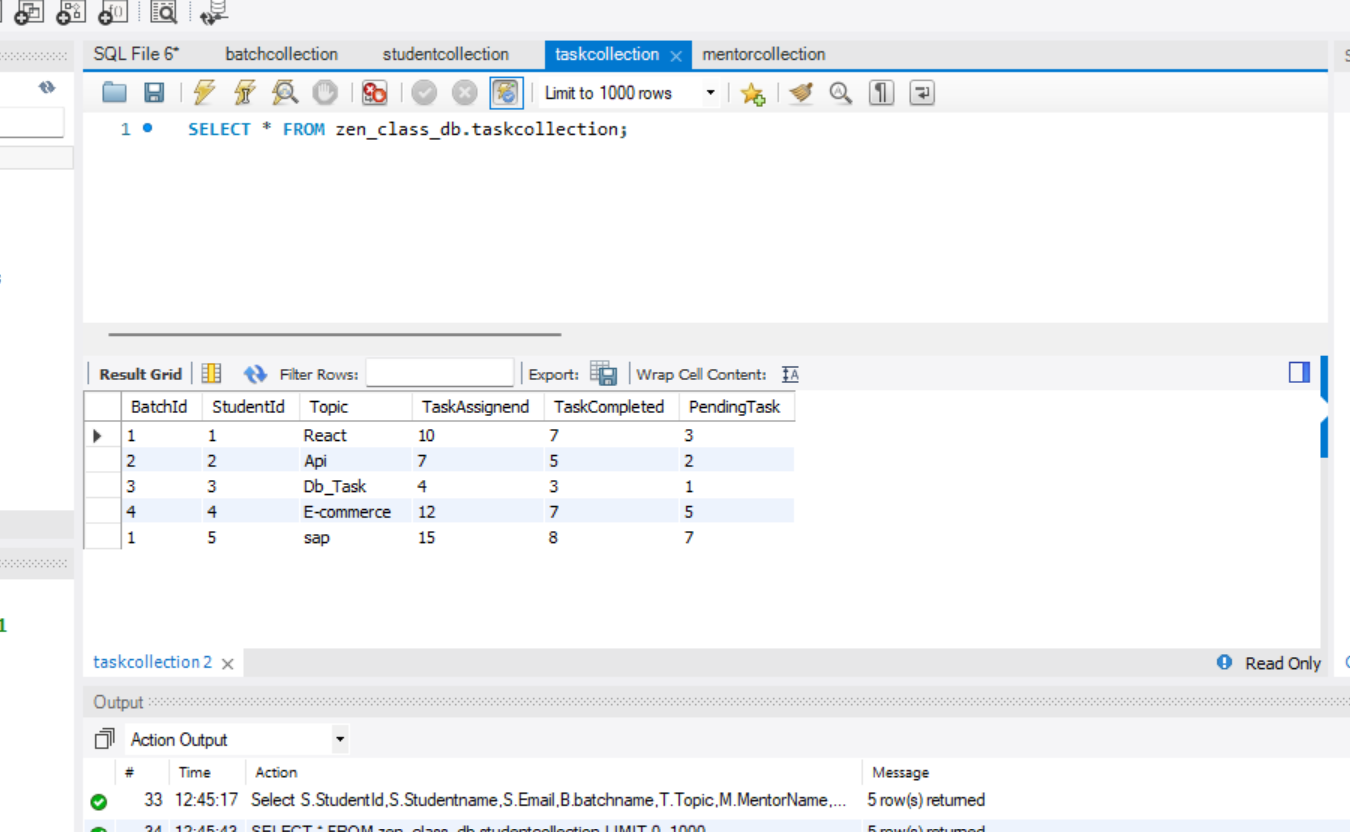 SQL File 6* batchcollection studentcollection taskcollection mentorcollection
Limit to 1000 rows
1 SELECT * FROM zen_class_db.taskcollection;
Result Grid Filter Rows: Export: Wrap Cell Content:
BatchId StudentId Topic TaskAssignend TaskCompleted PendingTask
1 1 React 10 7 3
2 2 Api 7 5 2
3 3 Db_Task 4 3 1
4 4 E-commerce 12 7 5
1 5 sap 15 8 7
1
taskcollection 2 Read Only
Output
Action Output
# Time Action Message
33 12:45:17 Select S.StudentId,S.Studentname,S.Email,B.batchname,T.Topic,M.MentorName,... 5 row(s) returned
34 12:45:43 SELECT * FROM zen_class_db.studentcollection LIMIT 0, 1000 5 row(s) returned